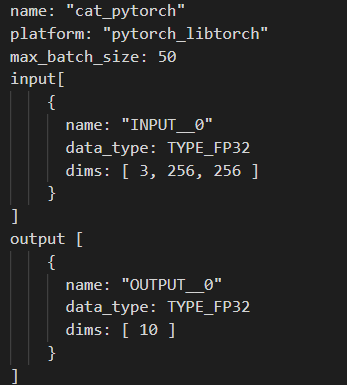 name: "cat_pytorch"
platform: "pytorch_libtorch"
max_batch_size: 50
input[
    {
      name: "INPUT__0"
      data_type: TYPE_FP32
      dims: [ 3, 256, 256 ]
    }
]
output [
    {
      name: "OUTPUT__0"
      data_type: TYPE_FP32
      dims: [ 10 ]
    }
]